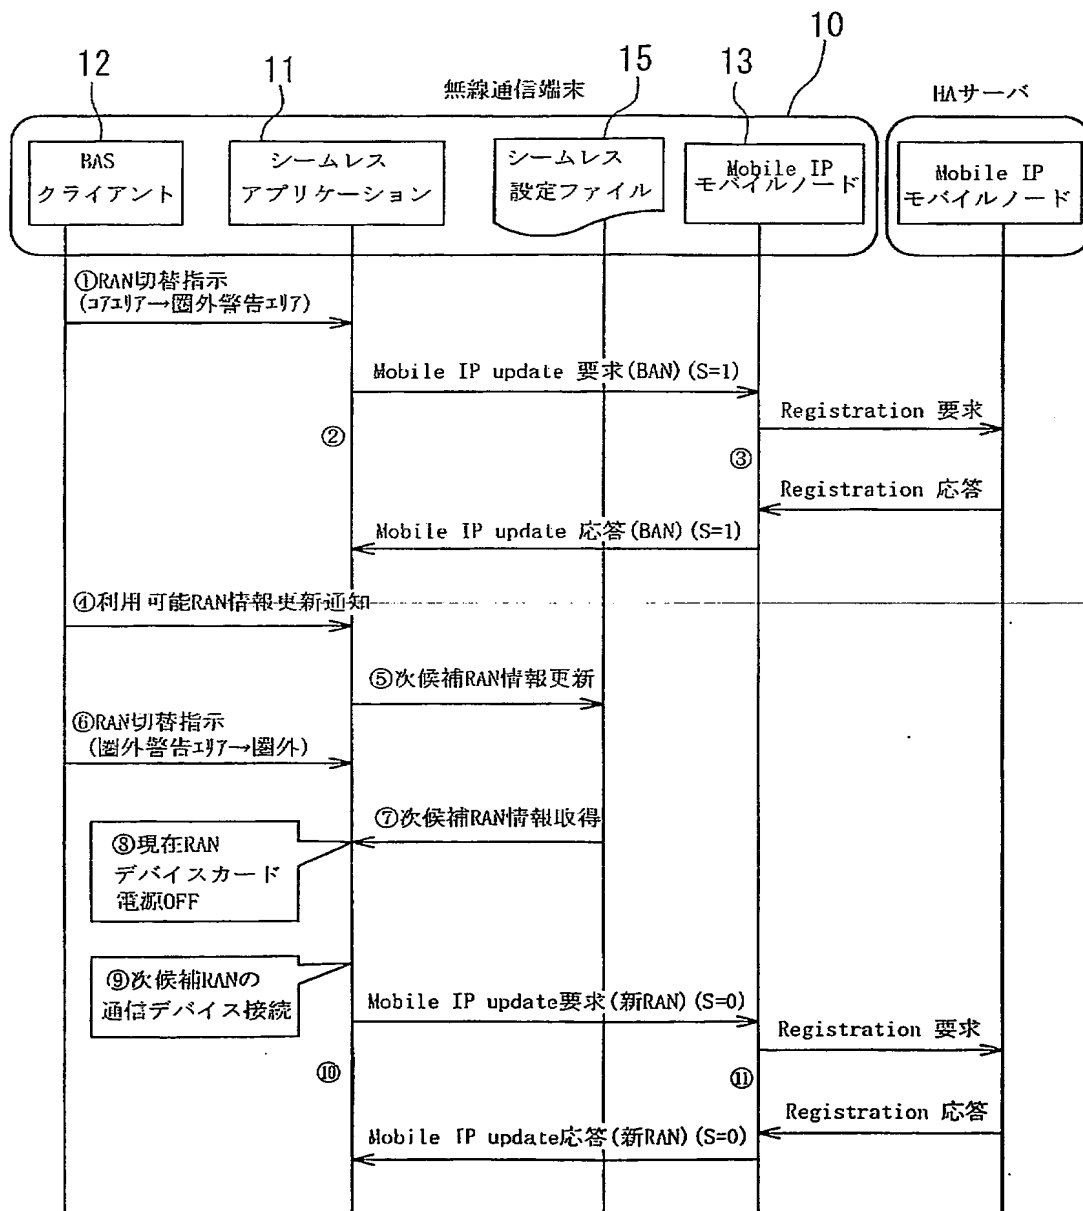 10
12
11
15
13
無線通信端末
HAサーバ
BAS
クライアント
シームレス
アプリケーション
シームレス
設定ファイル
Mobile IP
モバイルノード
Mobile IP
モバイルノード
①RAN切替指示
(コアエリア→圏外警告エリア)
Mobile IP update 要求(BAN)(S=1)
Registration 要求
②
③
Registration 応答
Mobile IP update 応答(BAN)(S=1)
④利用可能RAN情報更新通知
⑤次候補RAN情報更新
⑥RAN切替指示
(圏外警告エリア→圏外)
⑦次候補RAN情報取得
⑧現在RAN
デバイスカード
電源OFF
⑨次候補RANの
通信デバイス接続
Mobile IP update要求(新RAN)(S=0)
Registration 要求
⑩
⑪
Registration 応答
Mobile IP update応答(新RAN)(S=0)